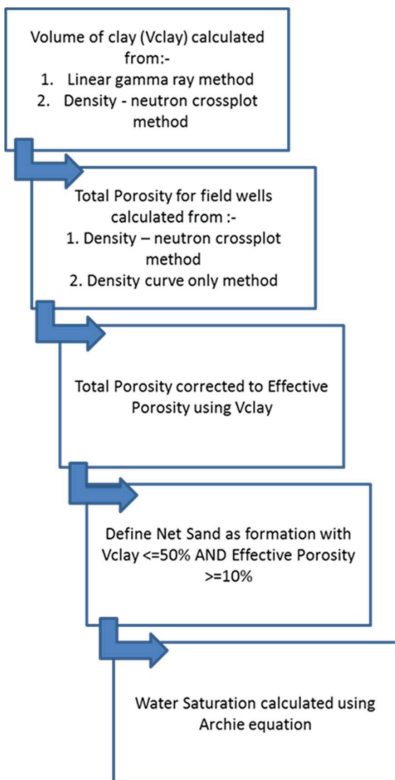 Volume of clay (Vclay) calculated
from:-
1. Linear gamma ray method
2. Density - neutron crossplot
method
Total Porosity for field wells
calculated from :-
1. Density – neutron crossplot
method
2. Density curve only method
Total Porosity corrected to Effective
Porosity using Vclay
Define Net Sand as formation with
Vclay <=50% AND Effective Porosity
>=10%
Water Saturation calculated using
Archie equation